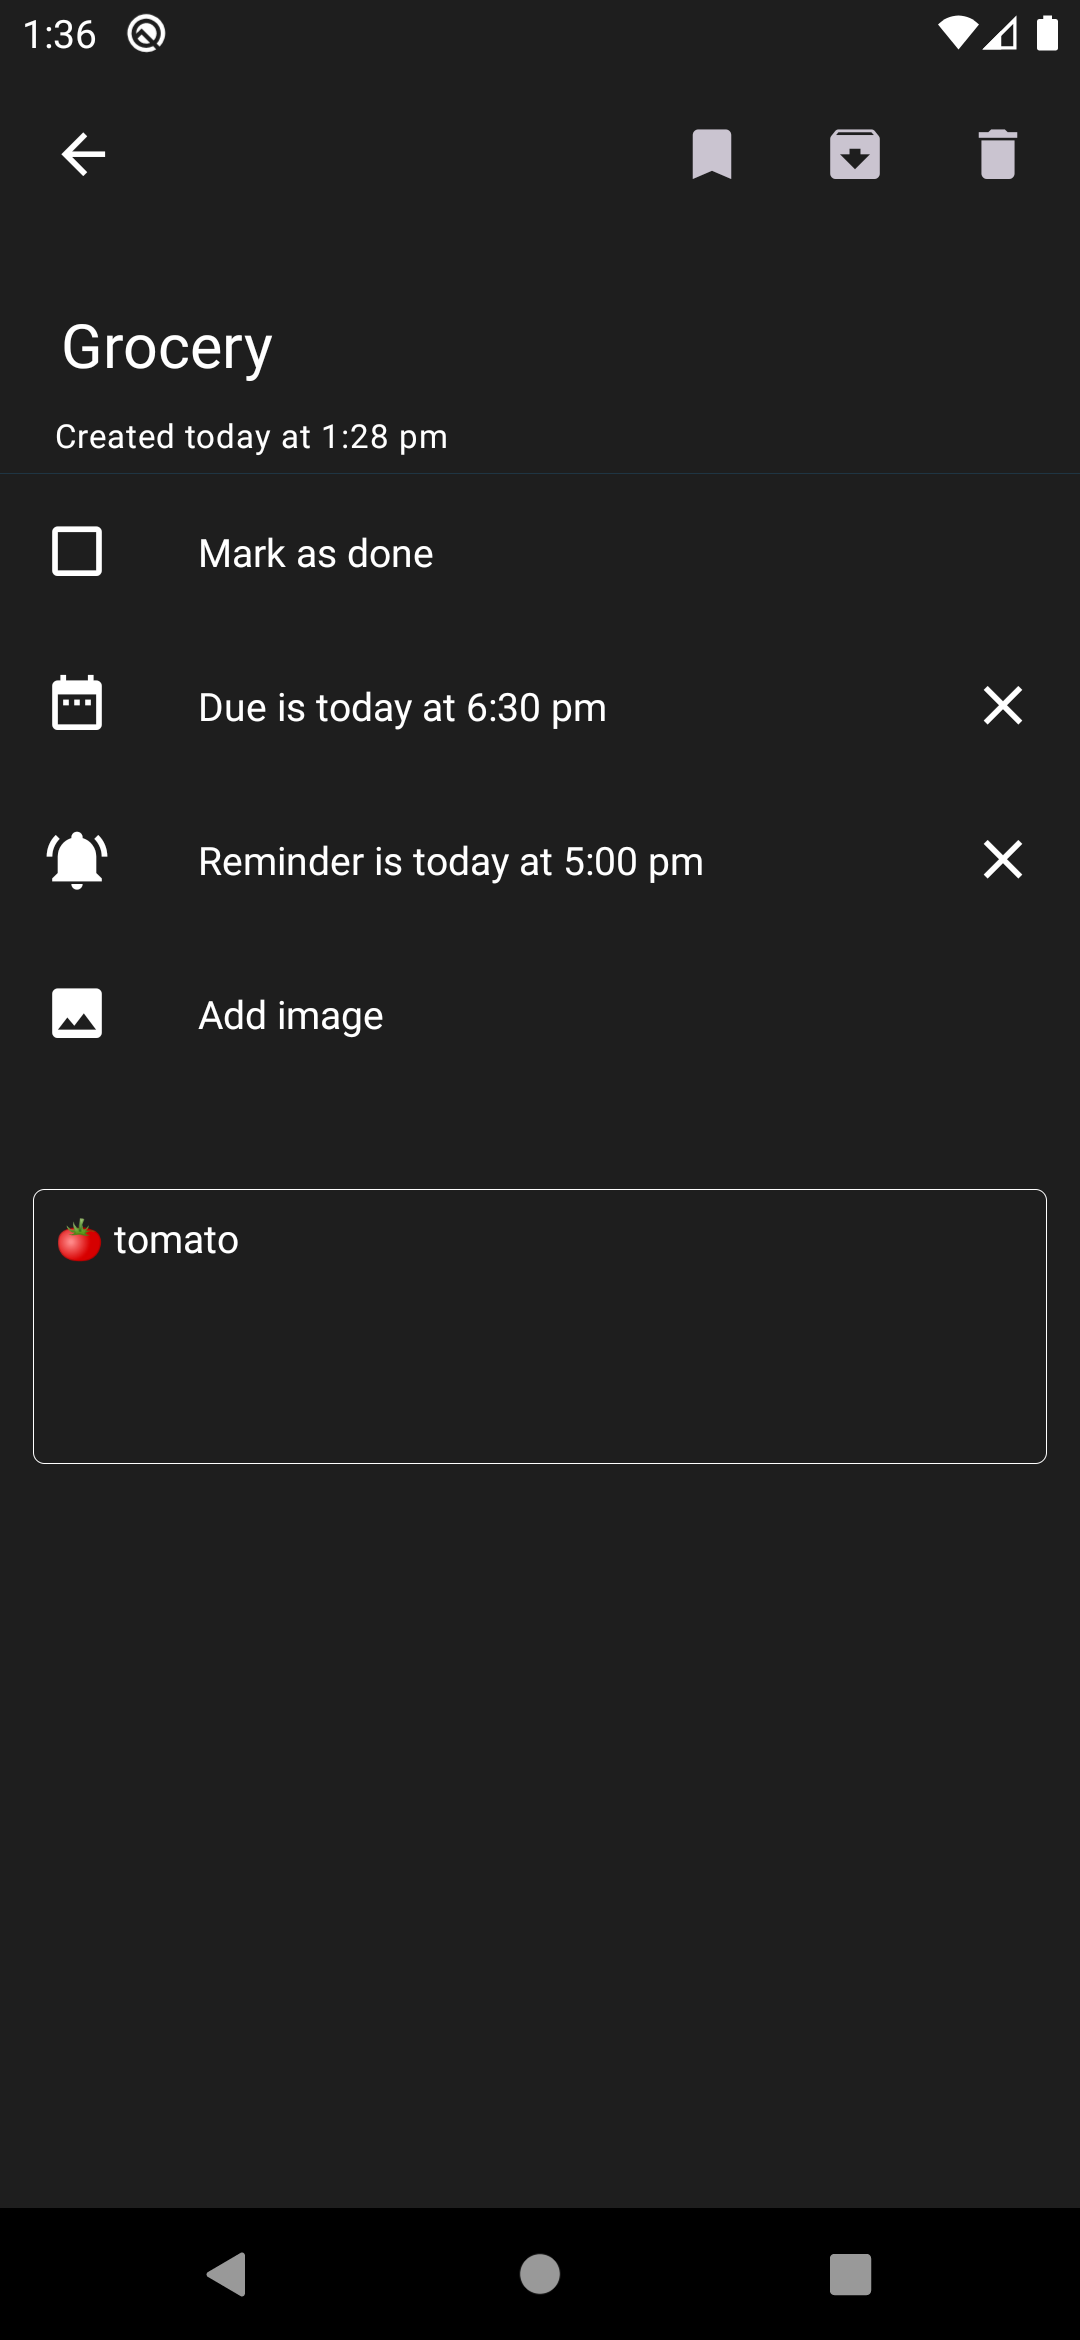 1:36
Grocery
Created today at 1:28 pm
Mark as done
Due is today at 6:30 pm
Reminder is today at 5:00 pm
Add image
🍅 tomato